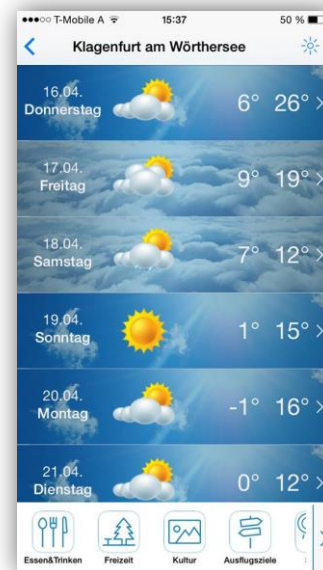 T-Mobile A 15:37 50 %
Klagenfurt am Wörthersee
16.04.
Donnerstag 6° 26°
17.04.
Freitag 9° 19°
18.04.
Samstag 7° 12°
19.04.
Sonntag 1° 15°
20.04.
Montag -1° 16°
21.04.
Dienstag 0° 12°
Essen&Trinken Freizeit Kultur Ausflugsziele